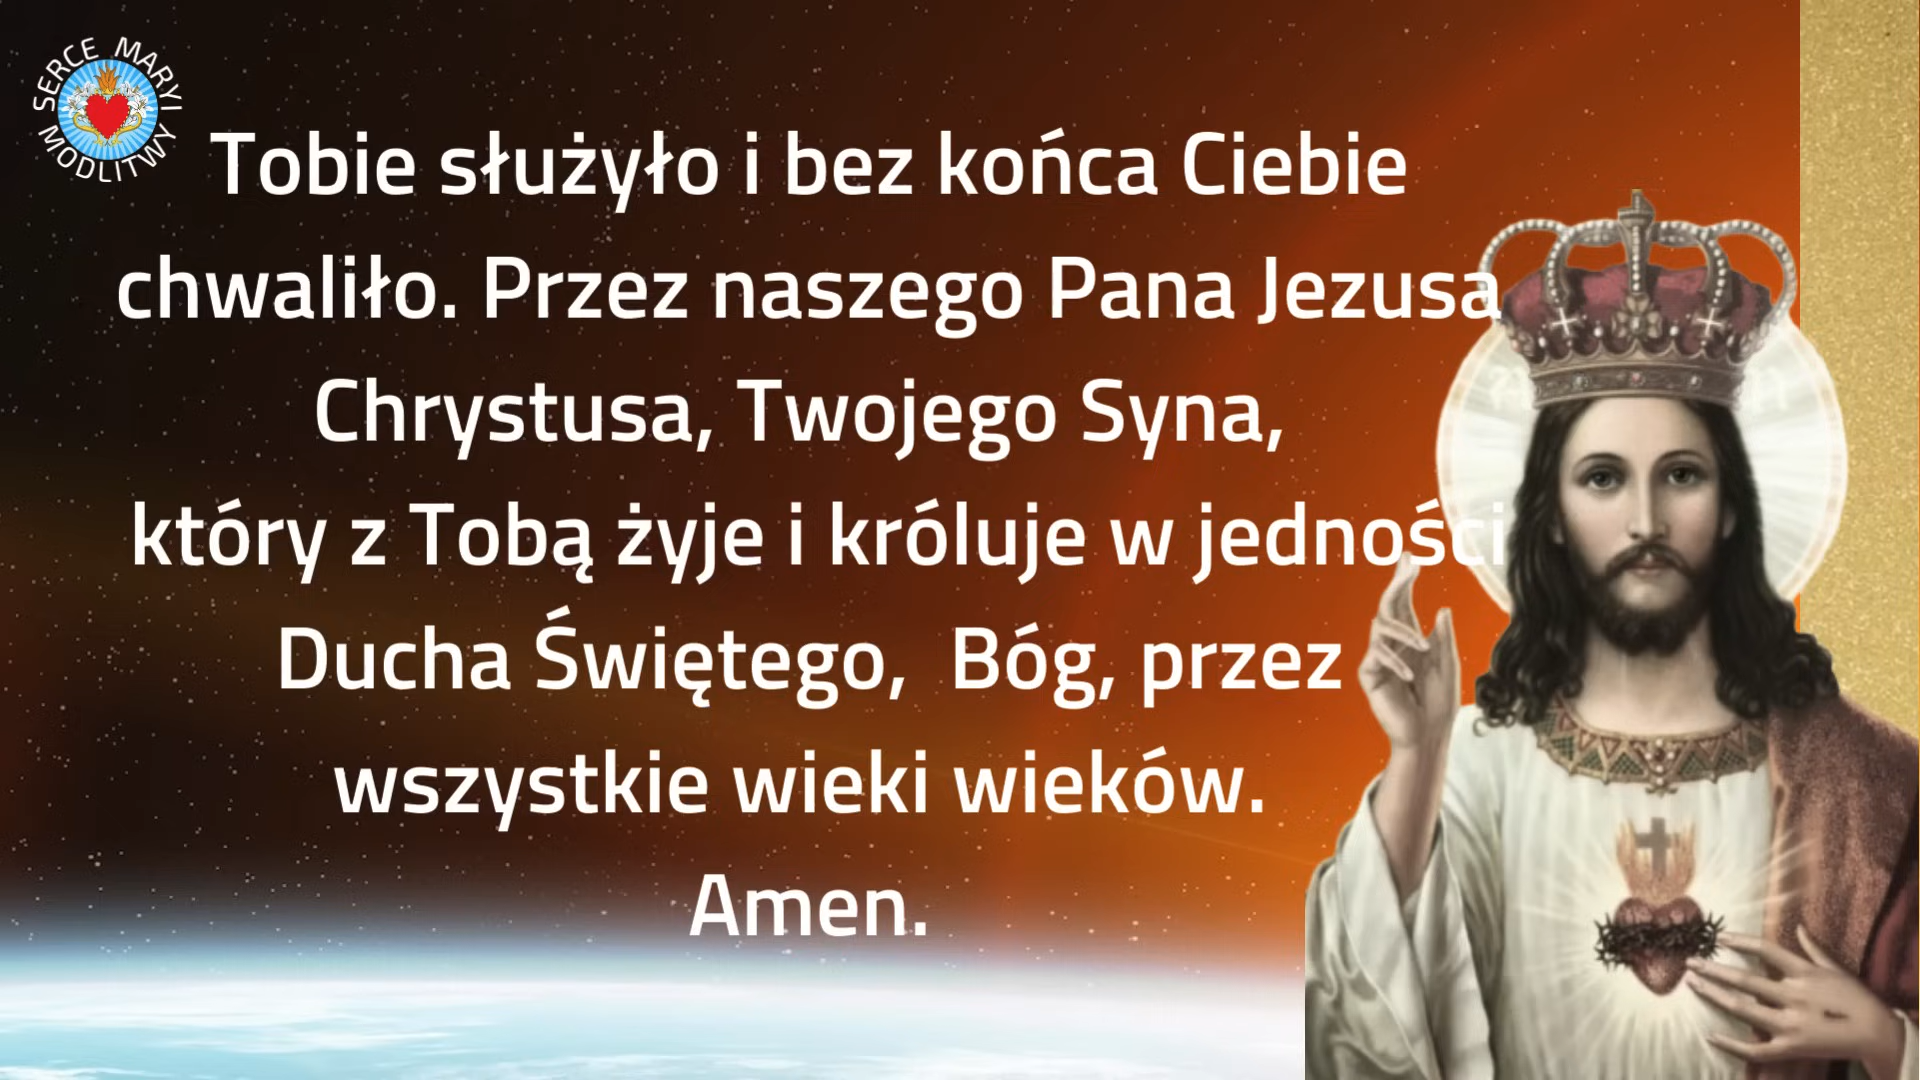 SERCE MARYI
MODLITWY
Tobie służyło i bez końca Ciebie
chwaliło. Przez naszego Pana Jezusa
Chrystusa, Twojego Syna,
który z Tobą żyje i króluje w jedności
Ducha Świętego, Bóg, przez
wszystkie wieki wieków.
Amen.